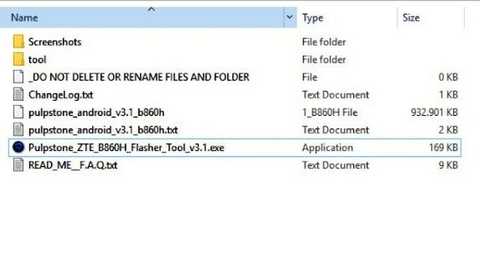 Name Type Size
Screenshots File folder
tool File folder
_DO NOT DELETE OR RENAME FILES AND FOLDER File 0 KB
ChangeLog.txt Text Document 1 KB
pulpstone_android_v3.1_b860h 1_B860H File 932.901 KB
pulpstone_android_v3.1_b860h.txt Text Document 2 KB
Pulpstone_ZTE_B860H_Flasher_Tool_v3.1.exe Application 169 KB
READ_ME__F.A.Q.txt Text Document 9 KB